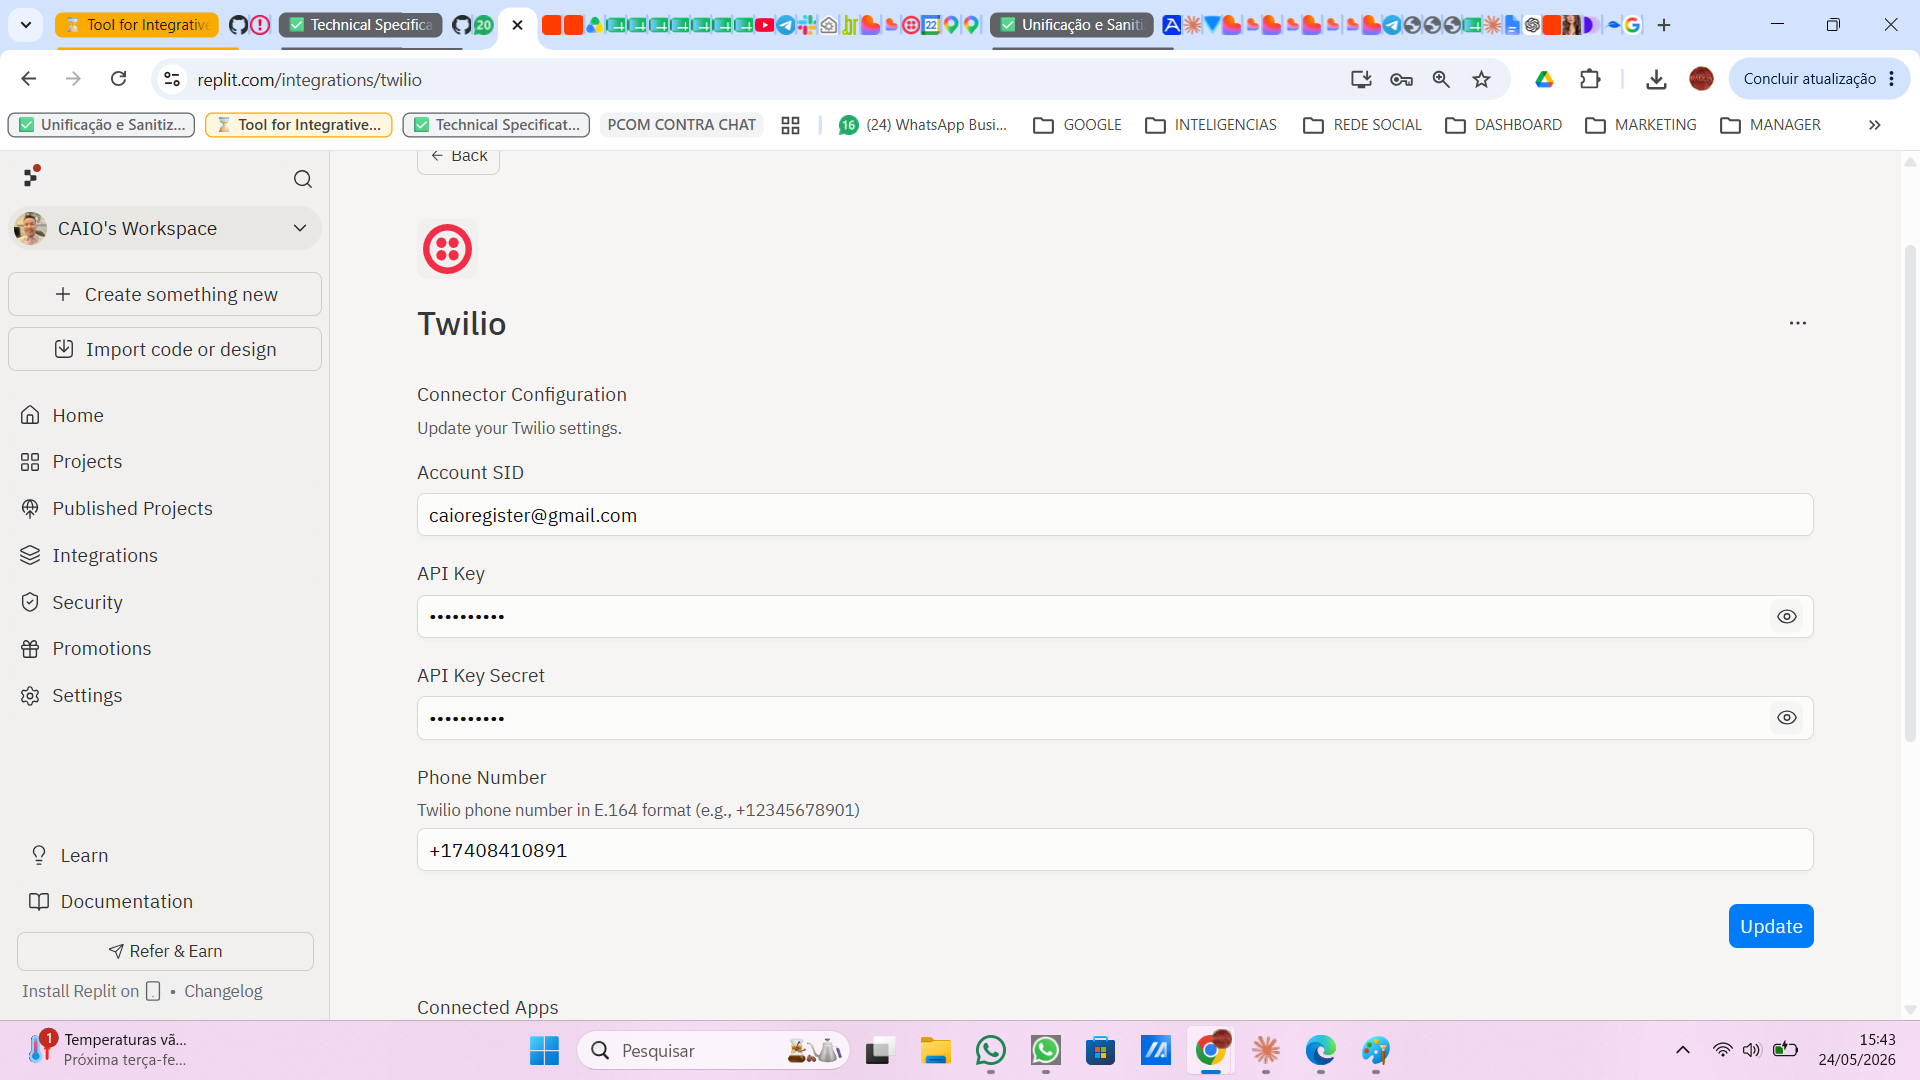 Tool for Integrative
Technical Specifica
20
22
Unificação e Saniti
replit.com/integrations/twilio
Concluir atualização
Unificação e Sanitiz...
Tool for Integrative...
Technical Specificat...
PCOM CONTRA CHAT
16
(24) WhatsApp Busi...
GOOGLE
INTELIGENCIAS
REDE SOCIAL
DASHBOARD
MARKETING
MANAGER
CAIO's Workspace
Create something new
Import code or design
Home
Projects
Published Projects
Integrations
Security
Promotions
Settings
Learn
Documentation
Refer & Earn
Install Replit on • Changelog
← Back
Twilio
Connector Configuration
Update your Twilio settings.
Account SID
caioregister@gmail.com
API Key
••••••••••
API Key Secret
••••••••••
Phone Number
Twilio phone number in E.164 format (e.g., +12345678901)
+17408410891
Update
Connected Apps
1
Temperaturas vã...
Próxima terça-fe...
Pesquisar
15:43
24/05/2026